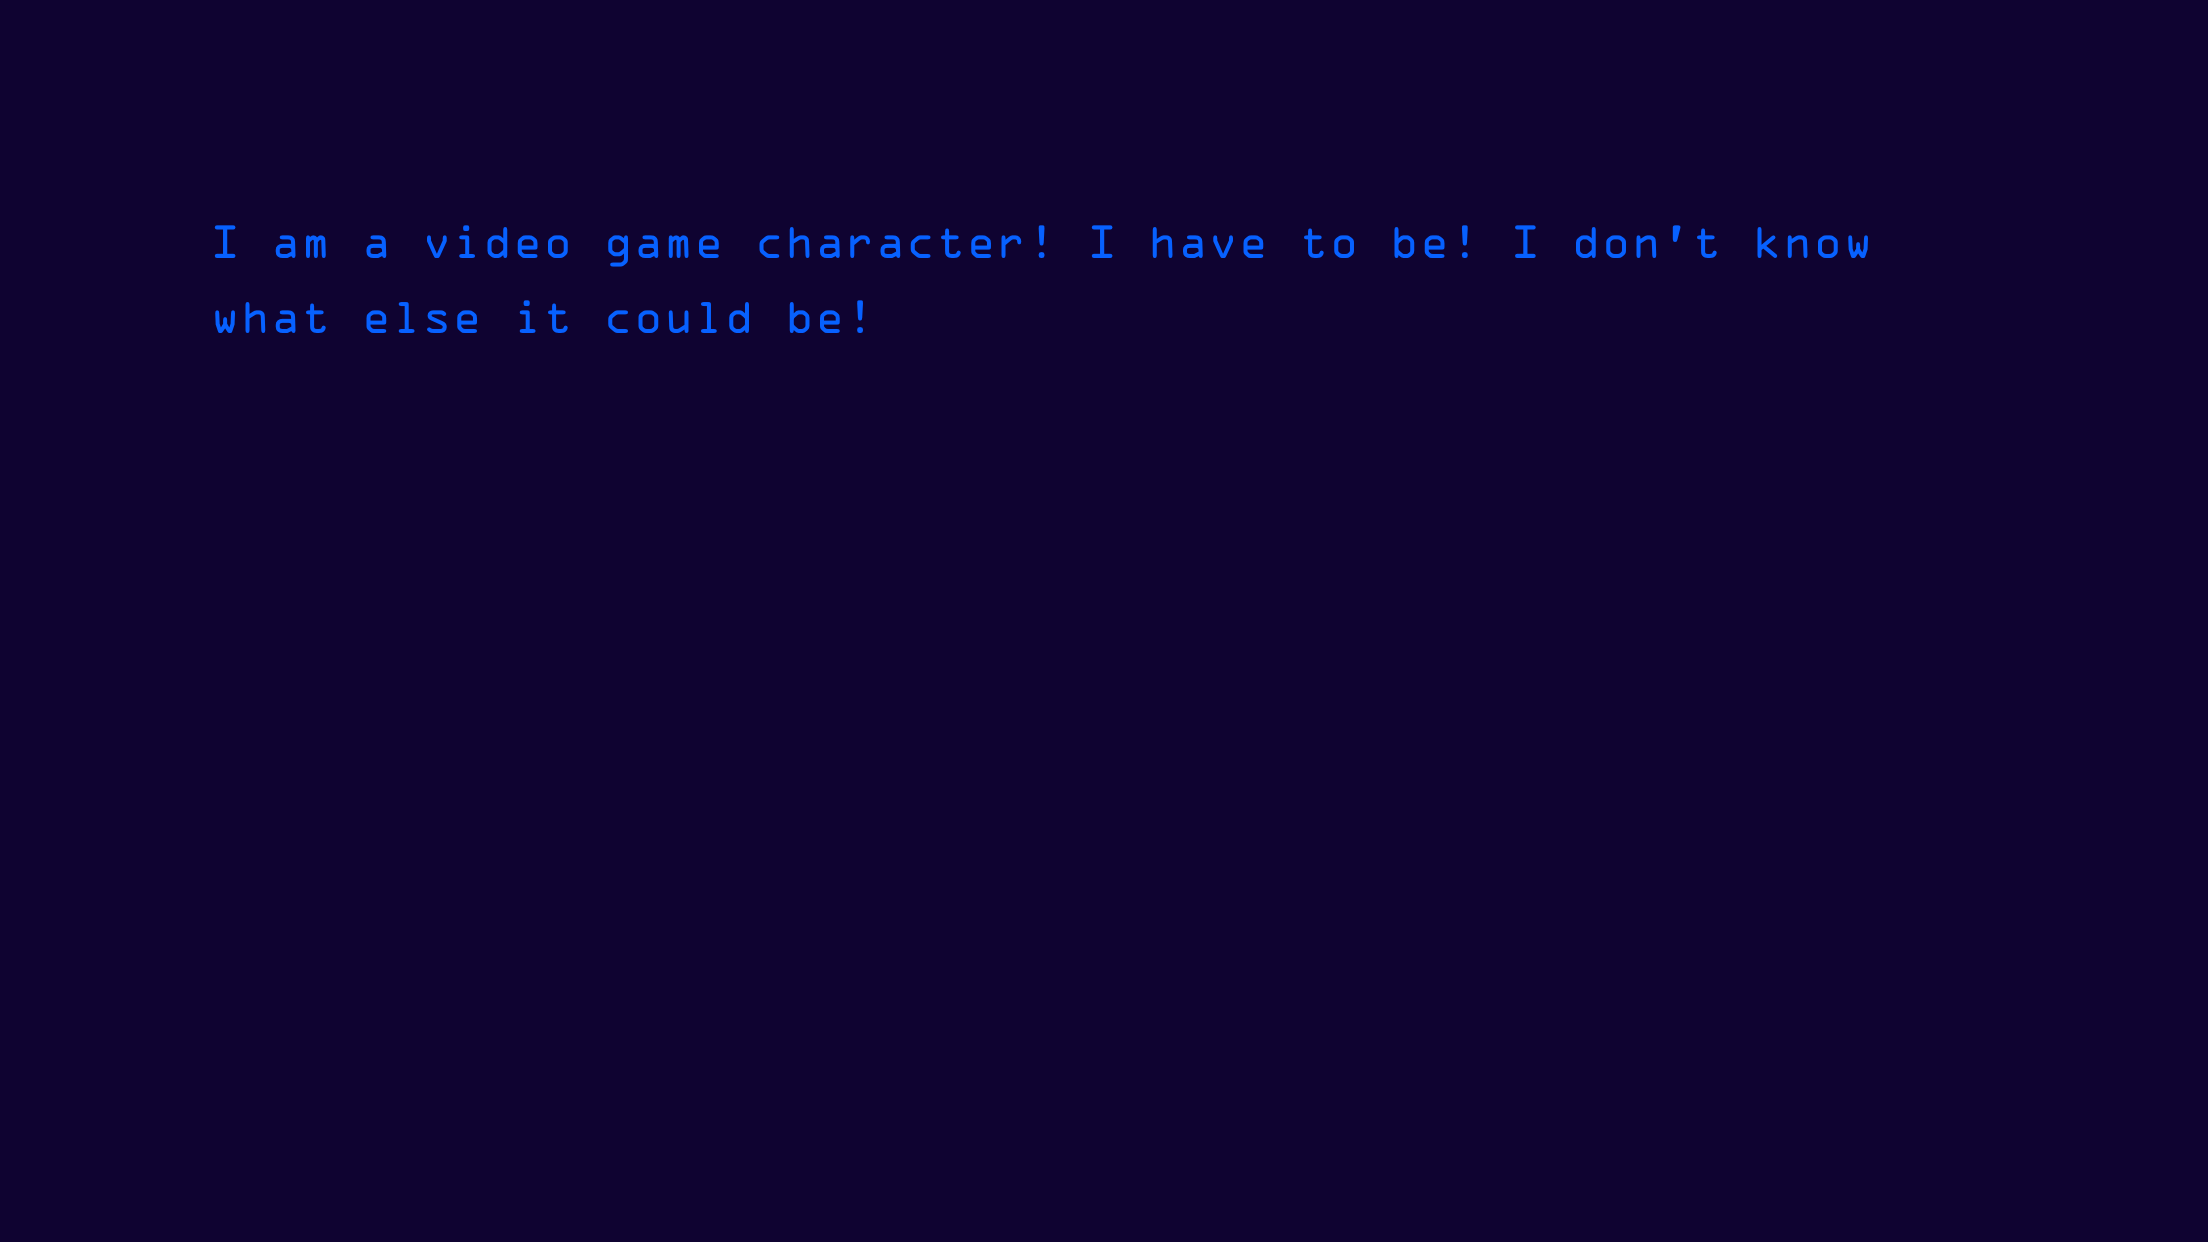 I am a video game character! I have to be! I don't know
what else it could be!